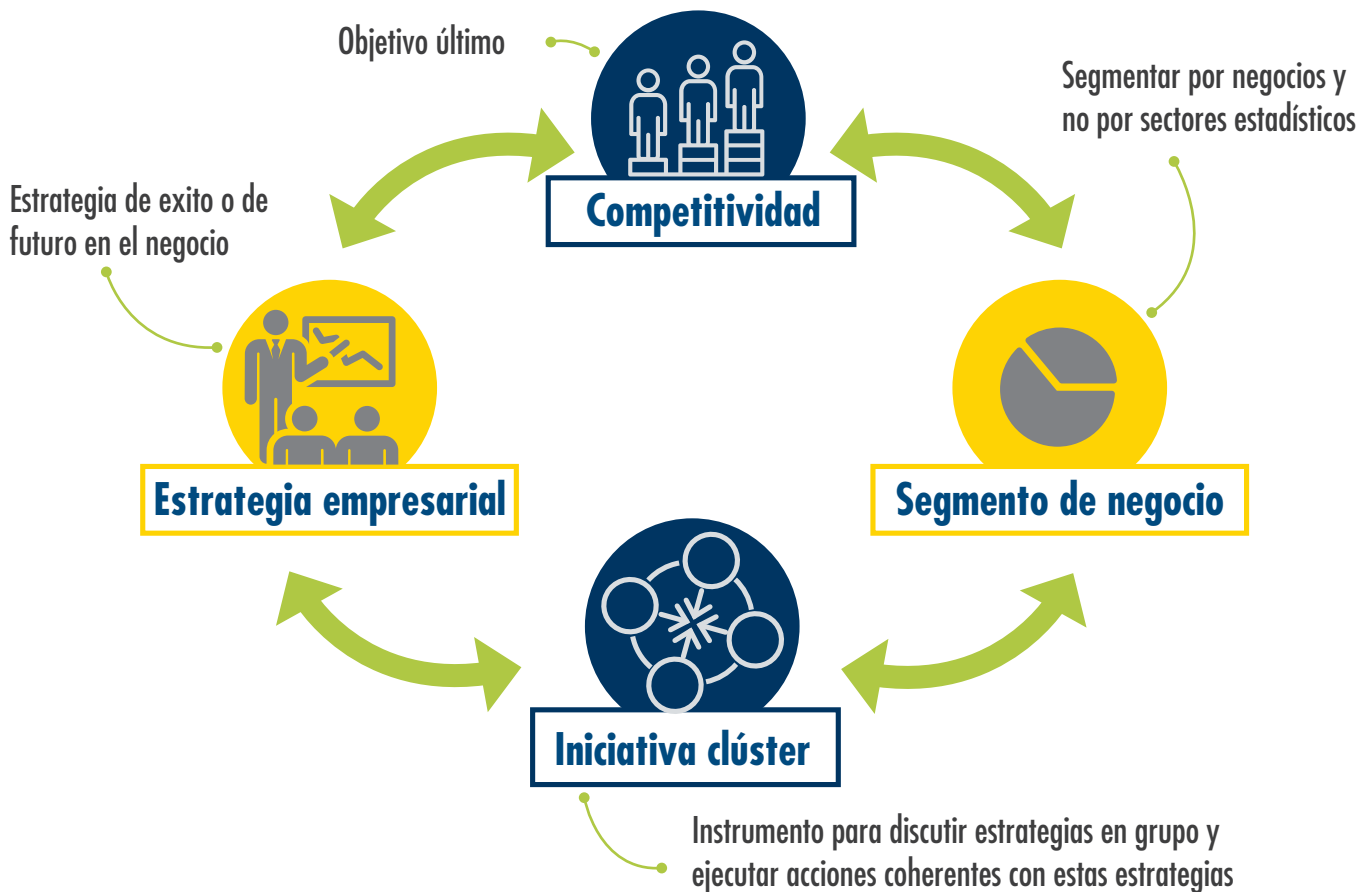 Objetivo último
Competitividad
Segmentar por negocios y
no por sectores estadísticos
Estrategia de exito o de
futuro en el negocio
Estrategia empresarial
Segmento de negocio
Iniciativa clúster
Instrumento para discutir estrategias en grupo y
ejecutar acciones coherentes con estas estrategias